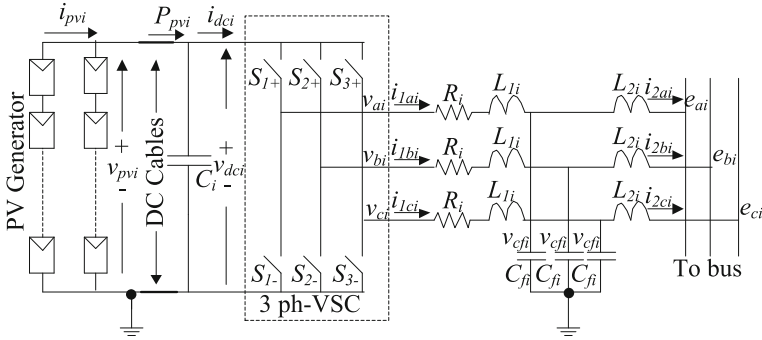 i_pvi P_pvi i_dci
PV Generator
+
v_pvi
-
DC Cables
C_i
+
v_dci
-
S_1+ S_2+ S_3+
S_1- S_2- S_3-
3 ph-VSC
v_ai i_1ai R_i L_1i L_2i i_2ai e_ai
v_bi i_1bi R_i L_1i L_2i i_2bi e_bi
v_ci i_1ci R_i L_1i L_2i i_2ci e_ci
v_cfi v_cfi v_cfi
C_fi C_fi C_fi
To bus